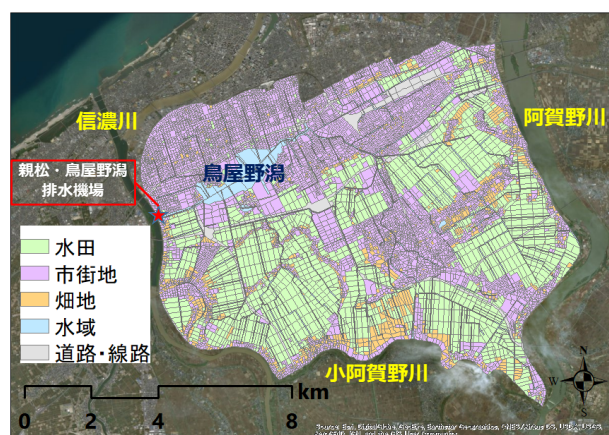 信濃川
阿賀野川
親松・鳥屋野潟
排水機場
鳥屋野潟
水田
市街地
畑地
水域
道路・線路
小阿賀野川
km
0 2 4 8
N
W
S